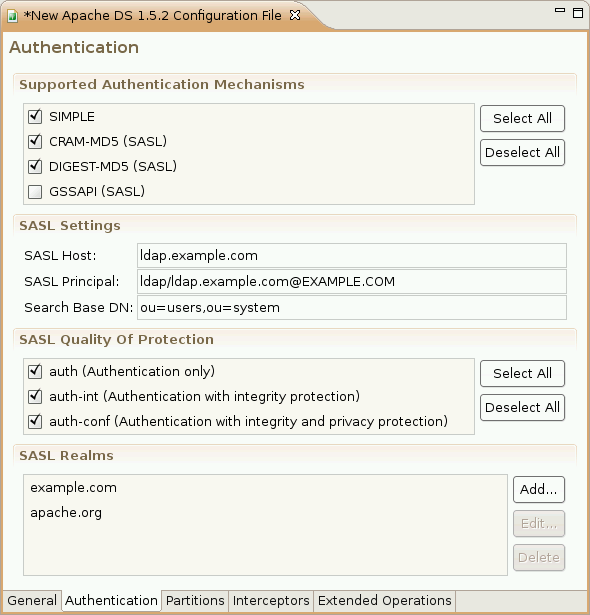 *New Apache DS 1.5.2 Configuration File
Authentication
Supported Authentication Mechanisms
SIMPLE
CRAM-MD5 (SASL)
DIGEST-MD5 (SASL)
GSSAPI (SASL)
Select All
Deselect All
SASL Settings
SASL Host: ldap.example.com
SASL Principal: ldap/ldap.example.com@EXAMPLE.COM
Search Base DN: ou=users,ou=system
SASL Quality Of Protection
auth (Authentication only)
auth-int (Authentication with integrity protection)
auth-conf (Authentication with integrity and privacy protection)
Select All
Deselect All
SASL Realms
example.com
apache.org
Add...
Edit...
Delete
General Authentication Partitions Interceptors Extended Operations